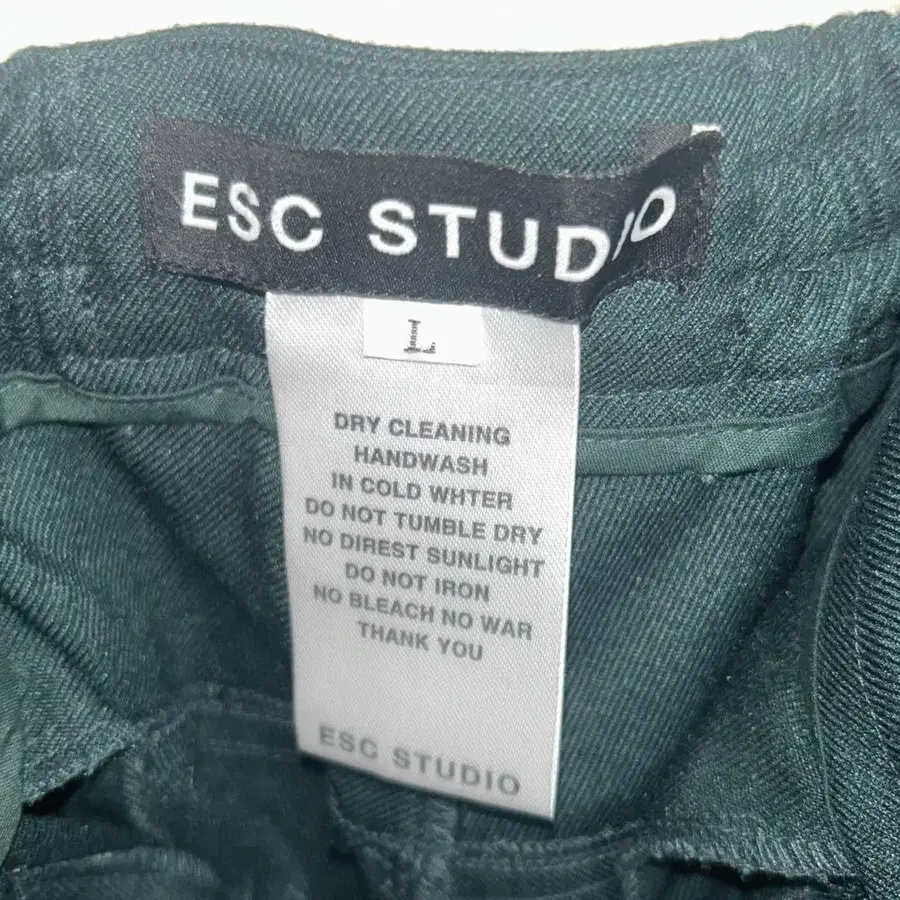 ESC STUDIO
L
DRY CLEANING
HANDWASH
IN COLD WHTER
DO NOT TUMBLE DRY
NO DIREST SUNLIGHT
DO NOT IRON
NO BLEACH NO WAR
THANK YOU
ESC STUDIO